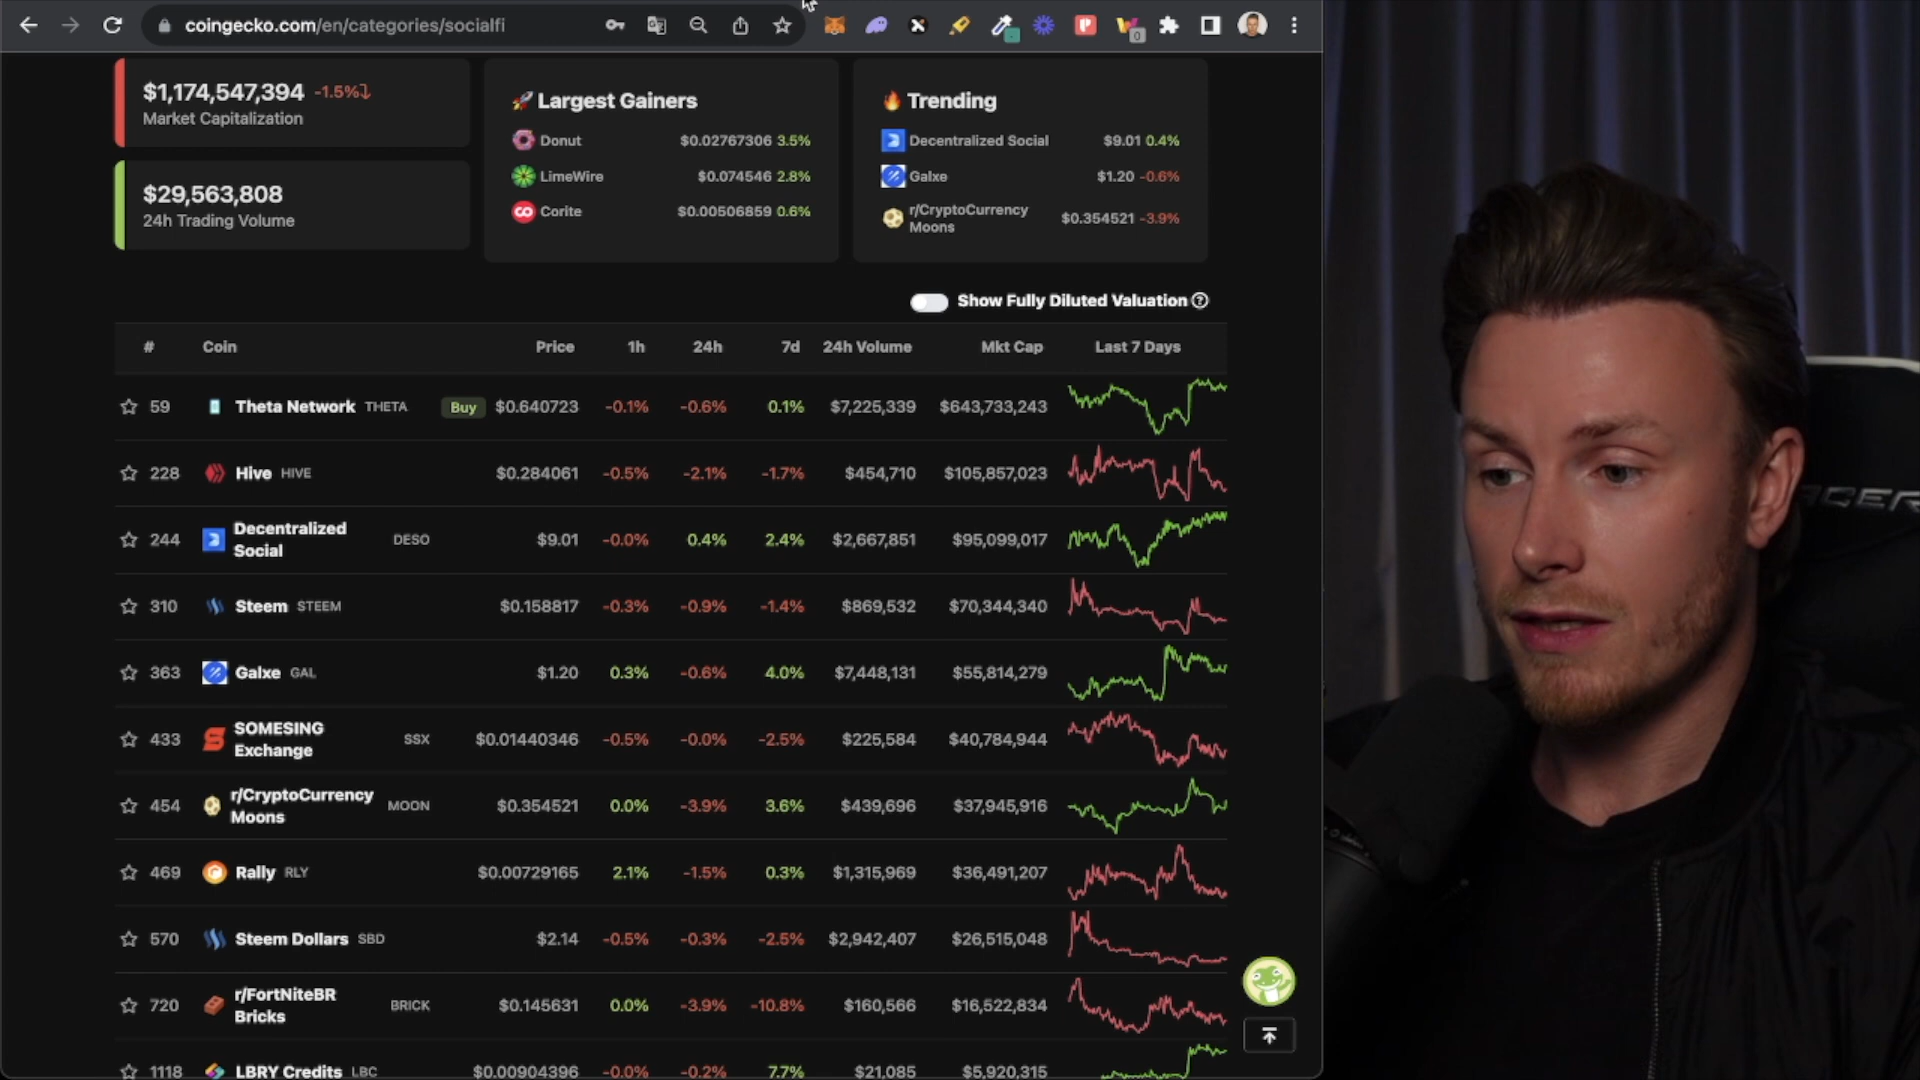 coingecko.com/en/categories/socialfi
0
$1,174,547,394 -1.5%
Market Capitalization
$29,563,808
24h Trading Volume
Largest Gainers
Donut $0.02767306 3.5%
LimeWire $0.074546 2.8%
Corite $0.00506859 0.6%
Trending
Decentralized Social $9.01 0.4%
Galxe $1.20 -0.6%
r/CryptoCurrency
Moons $0.354521 -3.9%
Show Fully Diluted Valuation
# Coin Price 1h 24h 7d 24h Volume Mkt Cap Last 7 Days
59 Theta Network THETA Buy $0.640723 -0.1% -0.6% 0.1% $7,225,339 $643,733,243
228 Hive HIVE $0.284061 -0.5% -2.1% -1.7% $454,710 $105,857,023
244 Decentralized
Social DESO $9.01 -0.0% 0.4% 2.4% $2,667,851 $95,099,017
310 Steem STEEM $0.158817 -0.3% -0.9% -1.4% $869,532 $70,344,340
363 Galxe GAL $1.20 0.3% -0.6% 4.0% $7,448,131 $55,814,279
433 SOMESING
Exchange SSX $0.01440346 -0.5% -0.0% -2.5% $225,584 $40,784,944
454 r/CryptoCurrency
Moons MOON $0.354521 0.0% -3.9% 3.6% $439,696 $37,945,916
469 Rally RLY $0.00729165 2.1% -1.5% 0.3% $1,315,969 $36,491,207
570 Steem Dollars SBD $2.14 -0.5% -0.3% -2.5% $2,942,407 $26,515,048
720 r/FortNiteBR
Bricks BRICK $0.145631 0.0% -3.9% -10.8% $160,566 $16,522,834
1118 LBRY Credits LBC $0.00904396 -0.0% -0.2% 7.7% $21,085 $5,920,315